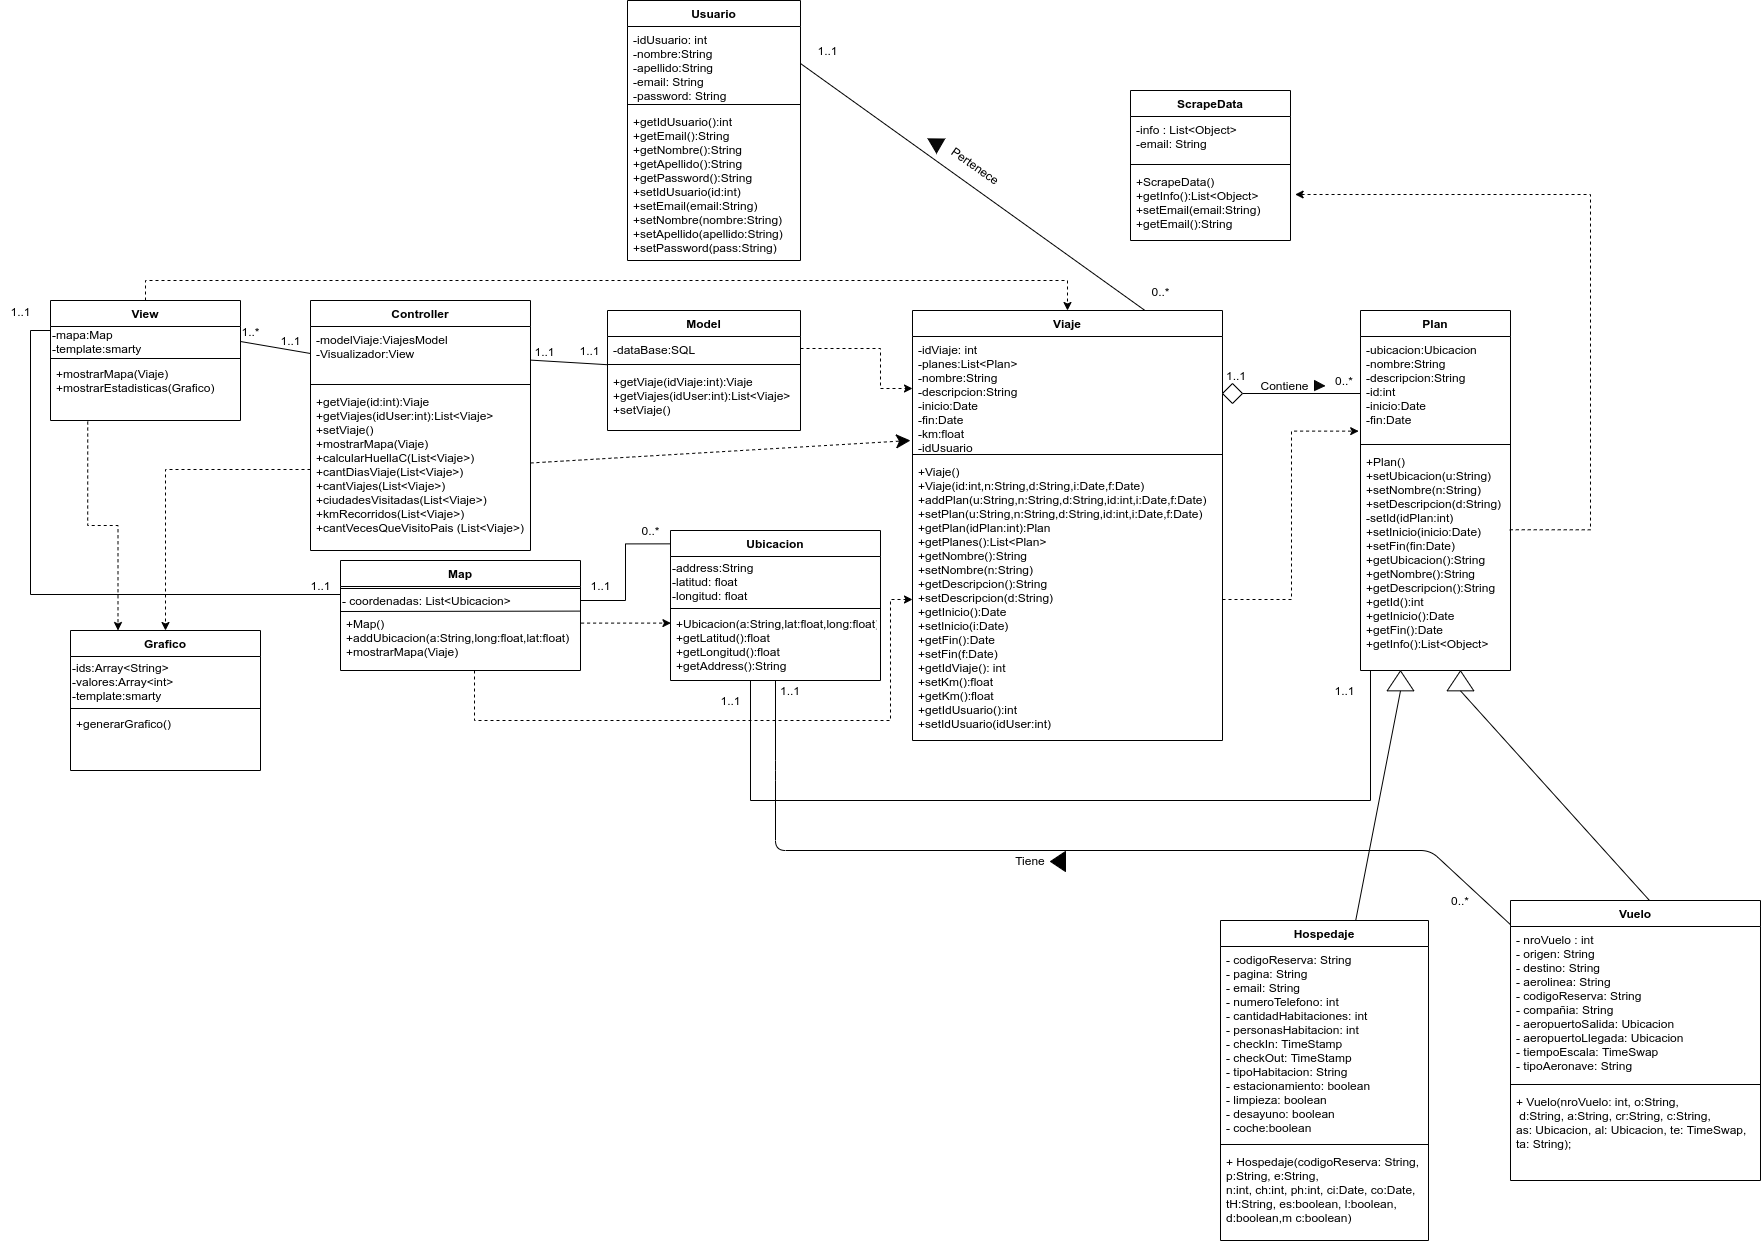 Usuario
-idUsuario: int
-nombre:String
-apellido:String
-email: String
-password: String
+getIdUsuario():int
+getEmail():String
+getNombre():String
+getApellido():String
+getPassword():String
+setIdUsuario(id:int)
+setEmail(email:String)
+setNombre(nombre:String)
+setApellido(apellido:String)
+setPassword(pass:String)
1..1
Pertenece
0..*
ScrapeData
-info : List<Object>
-email: String
+ScrapeData()
+getInfo():List<Object>
+setEmail(email:String)
+getEmail():String
1..1
View
-mapa:Map
-template:smarty
+mostrarMapa(Viaje)
+mostrarEstadisticas(Grafico)
1..*
1..1
Controller
-modelViaje:ViajesModel
-Visualizador:View
+getViaje(id:int):Viaje
+getViajes(idUser:int):List<Viaje>
+setViaje()
+mostrarMapa(Viaje)
+calcularHuellaC(List<Viaje>)
+cantDiasViaje(List<Viaje>)
+cantViajes(List<Viaje>)
+ciudadesVisitadas(List<Viaje>)
+kmRecorridos(List<Viaje>)
+cantVecesQueVisitoPais (List<Viaje>)
1..1
1..1
Model
-dataBase:SQL
+getViaje(idViaje:int):Viaje
+getViajes(idUser:int):List<Viaje>
+setViaje()
Viaje
-idViaje: int
-planes:List<Plan>
-nombre:String
-descripcion:String
-inicio:Date
-fin:Date
-km:float
-idUsuario
+Viaje()
+Viaje(id:int,n:String,d:String,i:Date,f:Date)
+addPlan(u:String,n:String,d:String,id:int,i:Date,f:Date)
+setPlan(u:String,n:String,d:String,id:int,i:Date,f:Date)
+getPlan(idPlan:int):Plan
+getPlanes():List<Plan>
+getNombre():String
+setNombre(n:String)
+getDescripcion():String
+setDescripcion(d:String)
+getInicio():Date
+setInicio(i:Date)
+getFin():Date
+setFin(f:Date)
+getIdViaje(): int
+setKm():float
+getKm():float
+getIdUsuario():int
+setIdUsuario(idUser:int)
1..1
Contiene
0..*
Plan
-ubicacion:Ubicacion
-nombre:String
-descripcion:String
-id:int
-inicio:Date
-fin:Date
+Plan()
+setUbicacion(u:String)
+setNombre(n:String)
+setDescripcion(d:String)
-setId(idPlan:int)
+setInicio(inicio:Date)
+setFin(fin:Date)
+getUbicacion():String
+getNombre():String
+getDescripcion():String
+getId():int
+getInicio():Date
+getFin():Date
+getInfo():List<Object>
1..1
Map
- coordenadas: List<Ubicacion>
+Map()
+addUbicacion(a:String,long:float,lat:float)
+mostrarMapa(Viaje)
1..1
0..*
Ubicacion
-address:String
-latitud: float
-longitud: float
+Ubicacion(a:String,lat:float,long:float)
+getLatitud():float
+getLongitud():float
+getAddress():String
1..1
1..1
1..1
Grafico
-ids:Array<String>
-valores:Array<int>
-template:smarty
+generarGrafico()
Tiene
0..*
Hospedaje
- codigoReserva: String
- pagina: String
- email: String
- numeroTelefono: int
- cantidadHabitaciones: int
- personasHabitacion: int
- checkIn: TimeStamp
- checkOut: TimeStamp
- tipoHabitacion: String
- estacionamiento: boolean
- limpieza: boolean
- desayuno: boolean
- coche:boolean
+ Hospedaje(codigoReserva: String,
p:String, e:String,
n:int, ch:int, ph:int, ci:Date, co:Date,
tH:String, es:boolean, l:boolean,
d:boolean,m c:boolean)
Vuelo
- nroVuelo : int
- origen: String
- destino: String
- aerolinea: String
- codigoReserva: String
- compañia: String
- aeropuertoSalida: Ubicacion
- aeropuertoLlegada: Ubicacion
- tiempoEscala: TimeSwap
- tipoAeronave: String
+ Vuelo(nroVuelo: int, o:String,
d:String, a:String, cr:String, c:String,
as: Ubicacion, al: Ubicacion, te: TimeSwap,
ta: String);